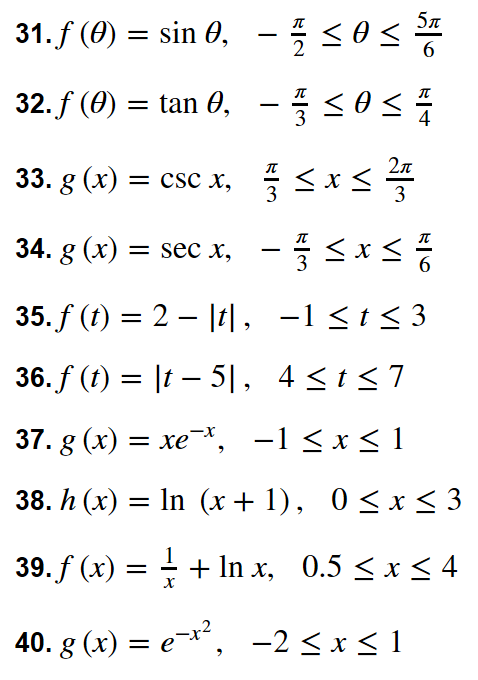 31. f (θ) = sin θ, − π/2 ≤ θ ≤ 5π/6
32. f (θ) = tan θ, − π/3 ≤ θ ≤ π/4
33. g (x) = csc x, π/3 ≤ x ≤ 2π/3
34. g (x) = sec x, − π/3 ≤ x ≤ π/6
35. f (t) = 2 − |t|, −1 ≤ t ≤ 3
36. f (t) = |t − 5|, 4 ≤ t ≤ 7
37. g (x) = xe⁻ˣ, −1 ≤ x ≤ 1
38. h (x) = ln (x + 1), 0 ≤ x ≤ 3
39. f (x) = 1/x + ln x, 0.5 ≤ x ≤ 4
40. g (x) = e^−x², −2 ≤ x ≤ 1